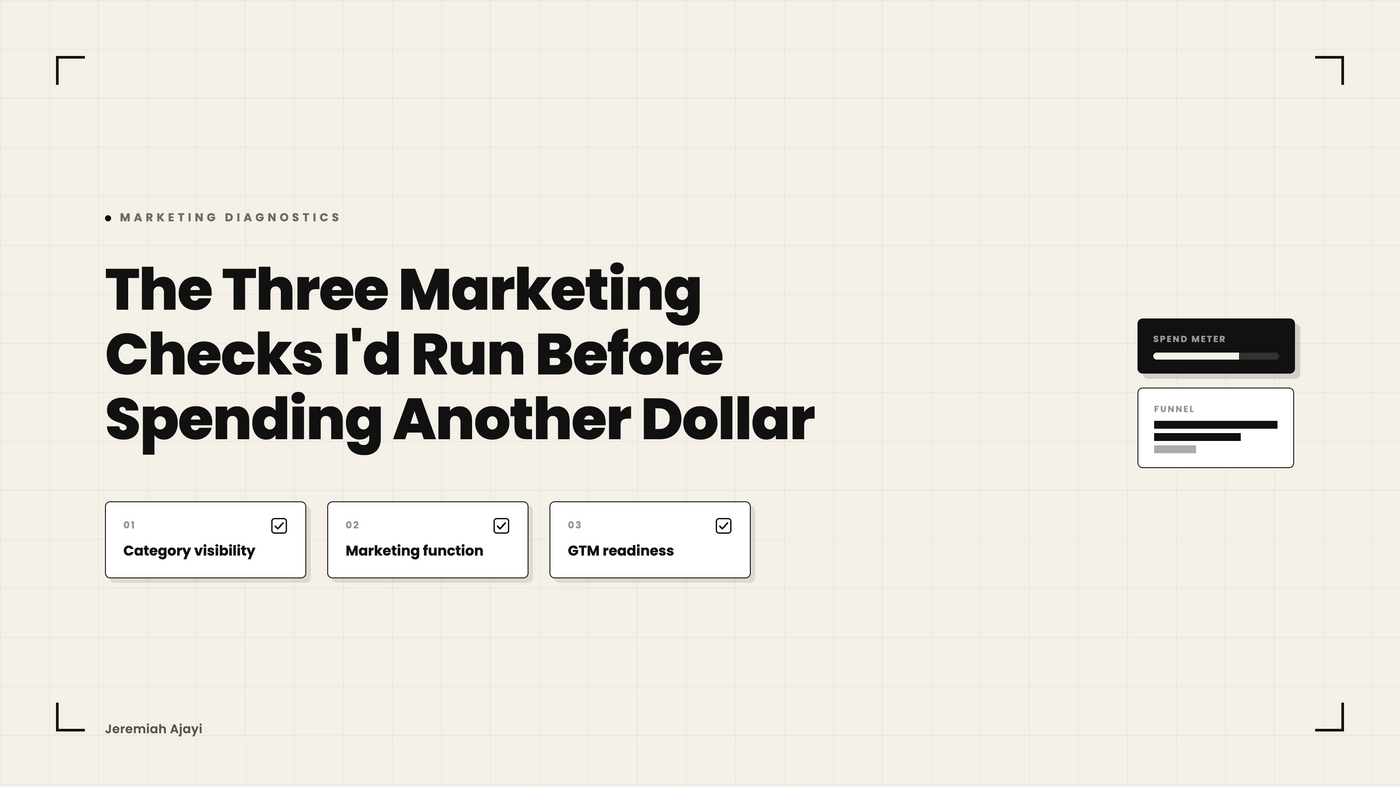 MARKETING DIAGNOSTICS
The Three Marketing
Checks I'd Run Before
Spending Another Dollar
01
Category visibility
02
Marketing function
03
GTM readiness
SPEND METER
FUNNEL
Jeremiah Ajayi